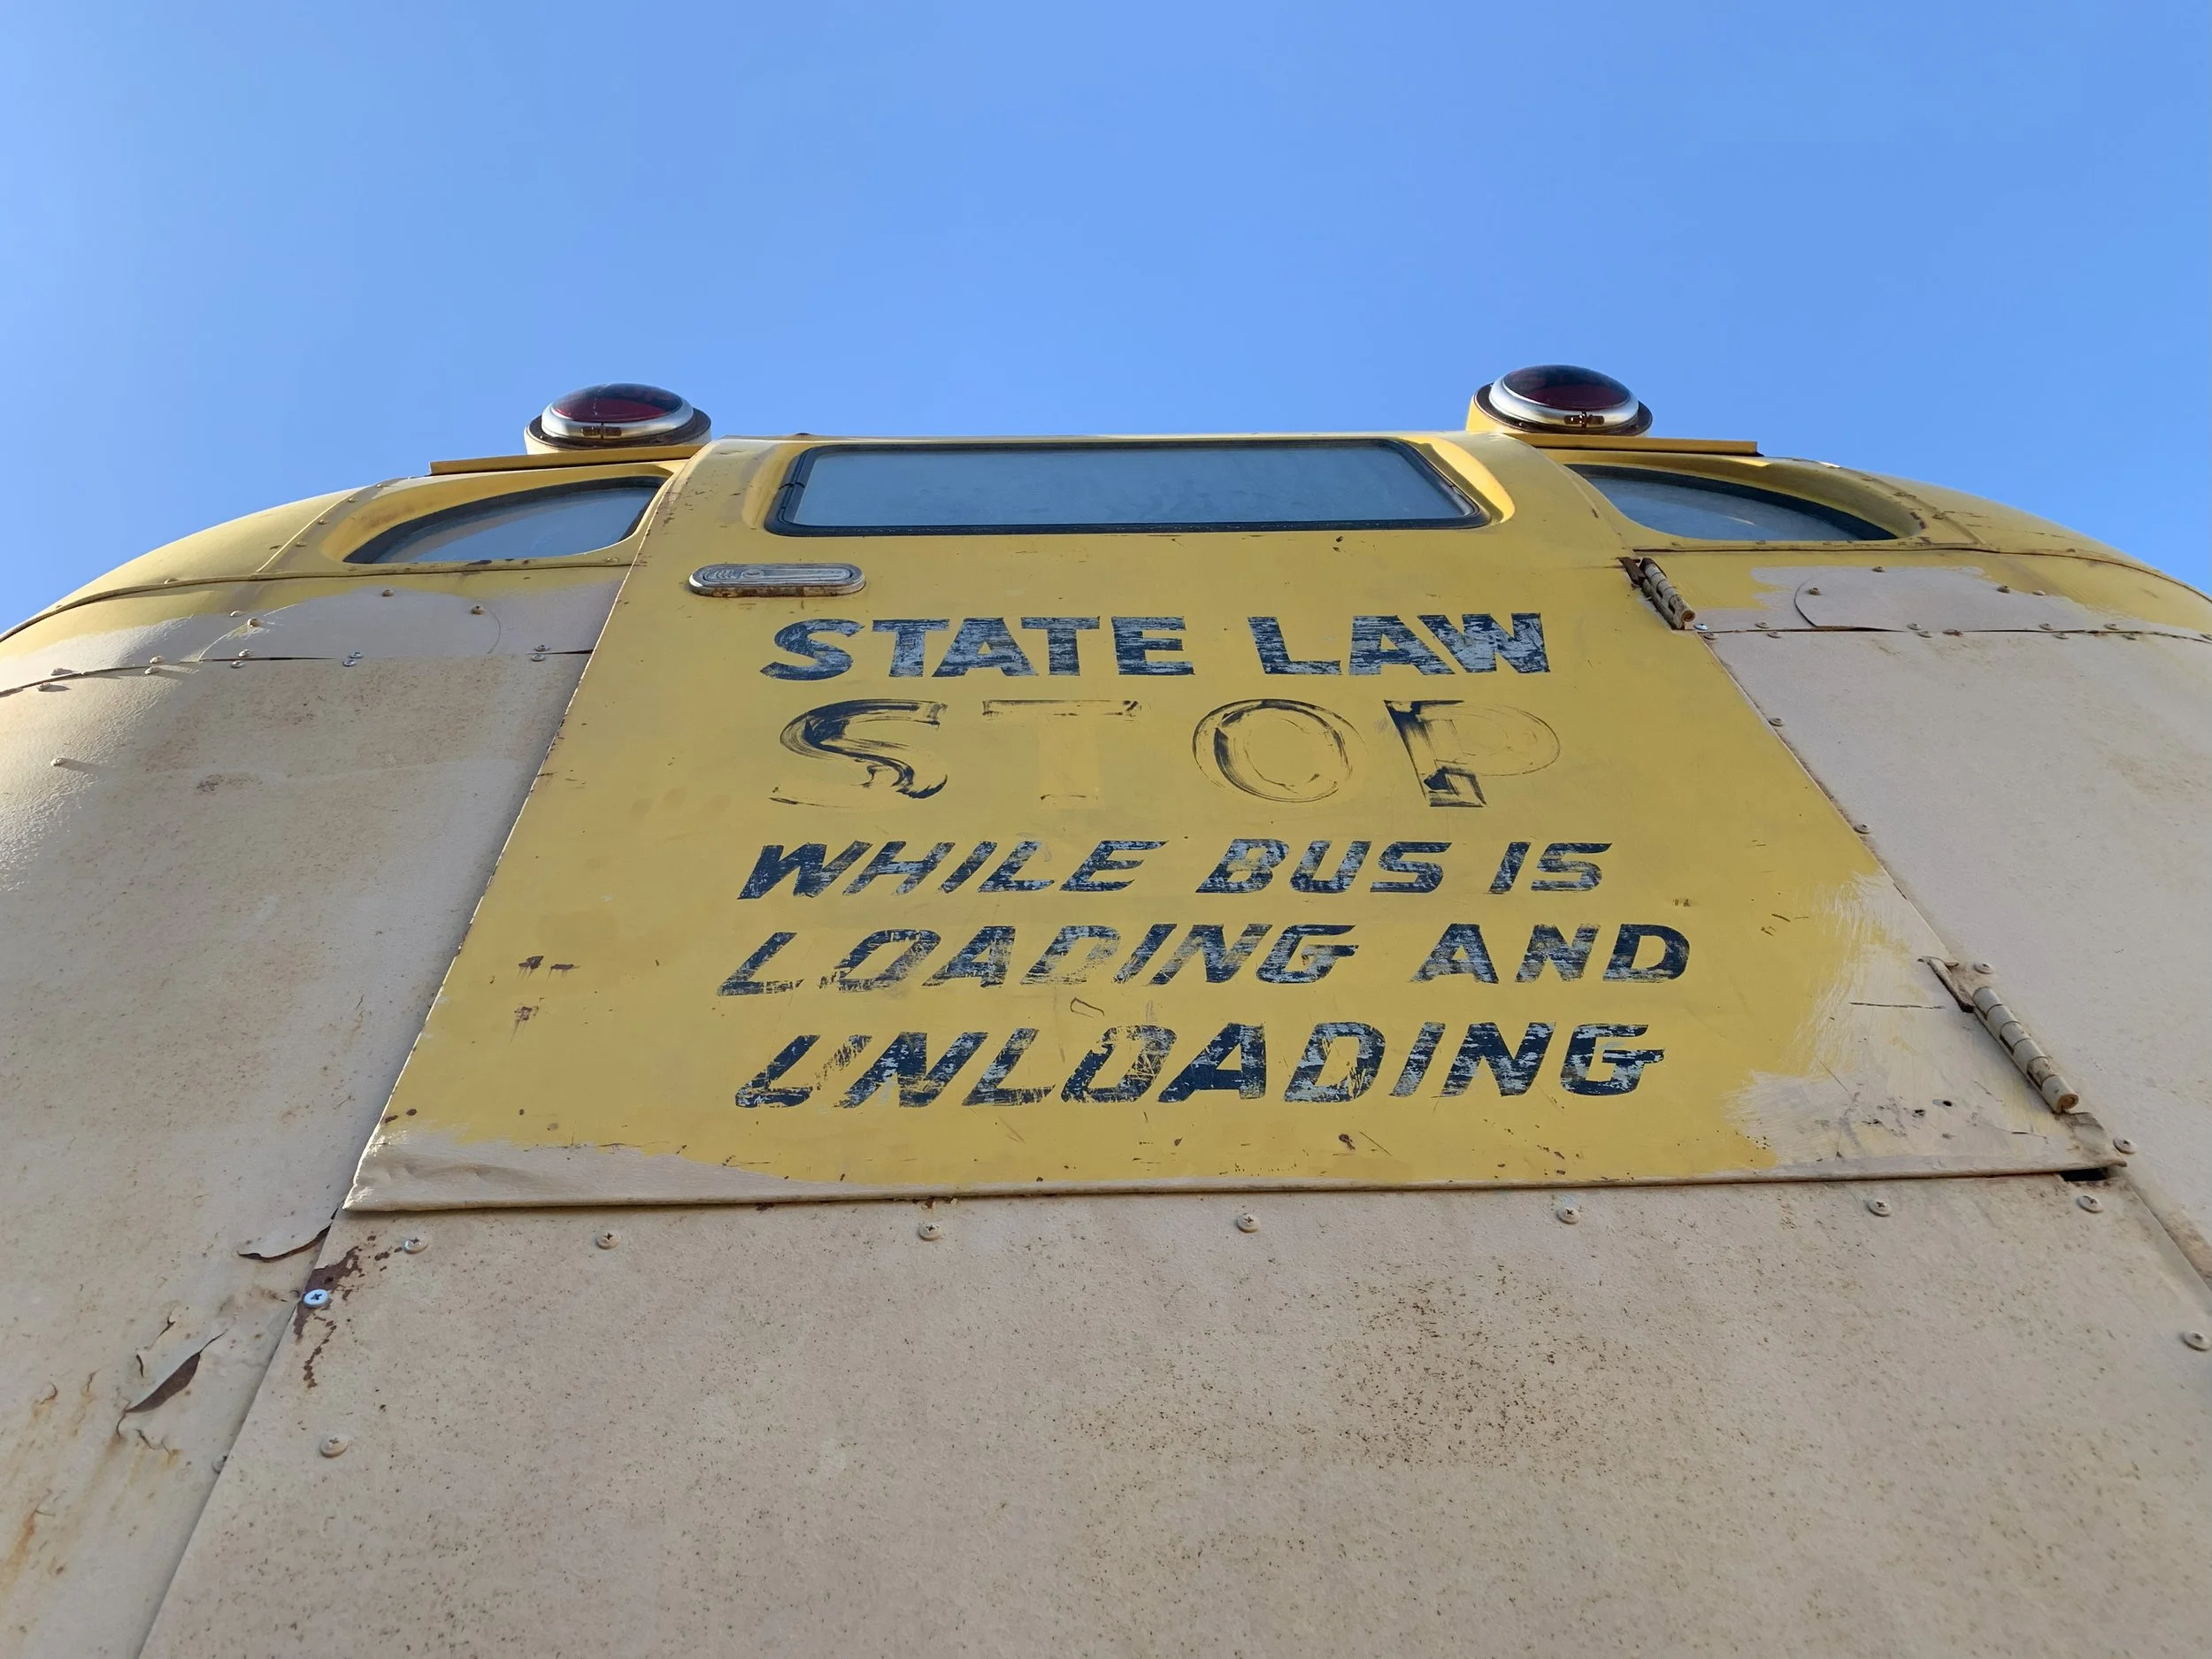 STATE LAW
STOP
WHILE BUS IS
LOADING AND
UNLOADING